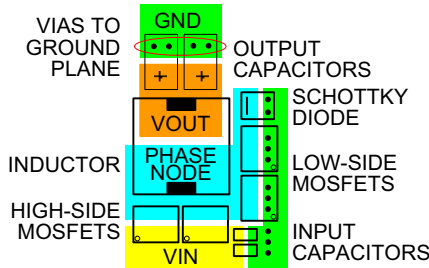 VIAS TO
GROUND
PLANE
GND
OUTPUT
CAPACITORS
+ +
VOUT
SCHOTTKY
DIODE
INDUCTOR
PHASE
NODE
LOW-SIDE
MOSFETS
HIGH-SIDE
MOSFETS
VIN
INPUT
CAPACITORS